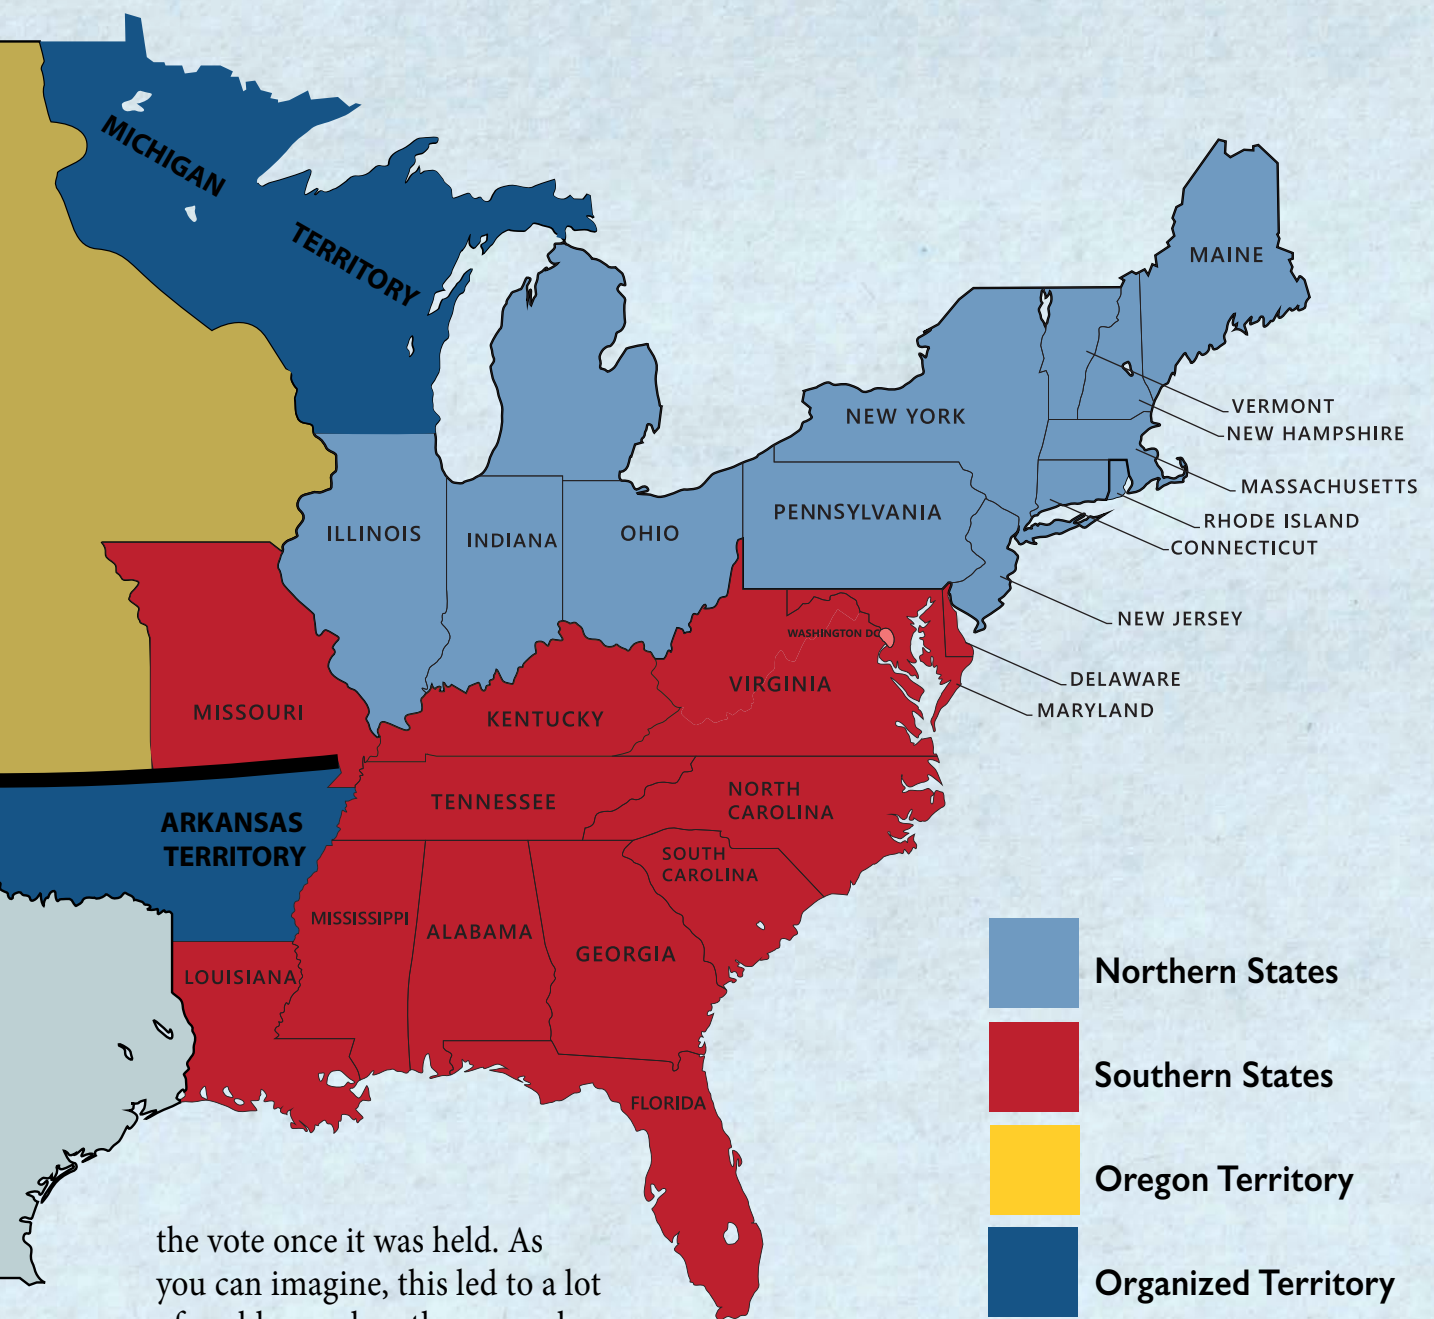 MICHIGAN
TERRITORY
MAINE
NEW YORK
VERMONT
NEW HAMPSHIRE
MASSACHUSETTS
RHODE ISLAND
CONNECTICUT
PENNSYLVANIA
ILLINOIS
INDIANA
OHIO
NEW JERSEY
WASHINGTON DC
DELAWARE
MARYLAND
VIRGINIA
MISSOURI
KENTUCKY
TENNESSEE
NORTH
CAROLINA
ARKANSAS
TERRITORY
SOUTH
CAROLINA
MISSISSIPPI
ALABAMA
GEORGIA
LOUISIANA
FLORIDA
Northern States
Southern States
Oregon Territory
Organized Territory
the vote once it was held. As
you can imagine, this led to a lot